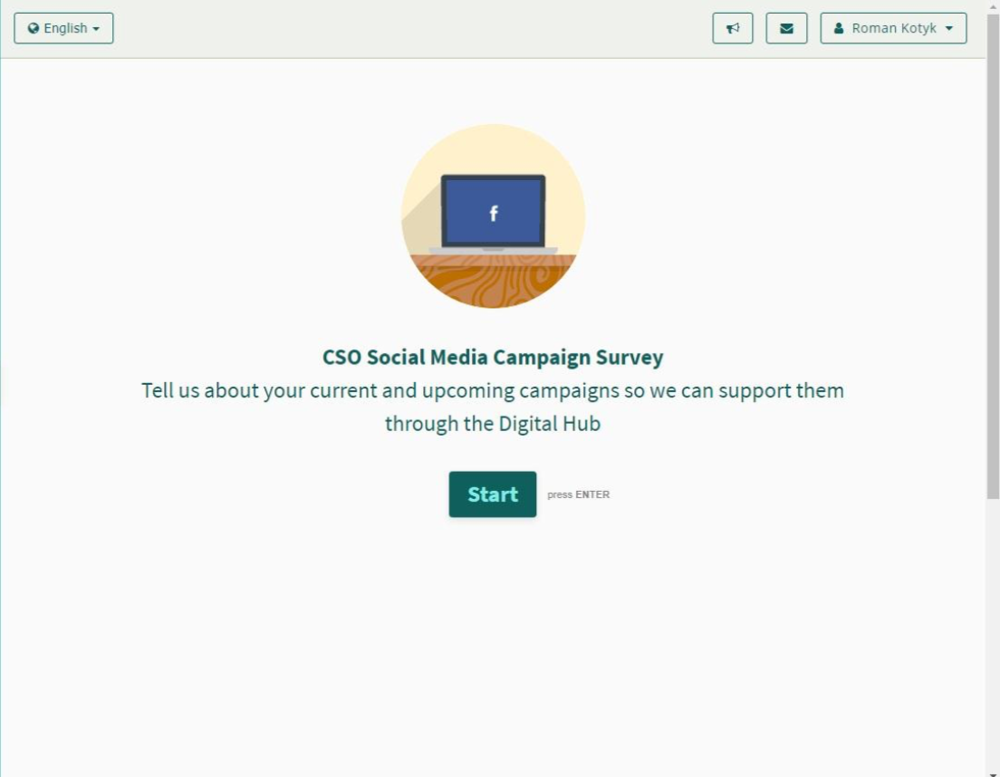 English
Roman Kotyk
f
CSO Social Media Campaign Survey
Tell us about your current and upcoming campaigns so we can support them
through the Digital Hub
Start
press ENTER